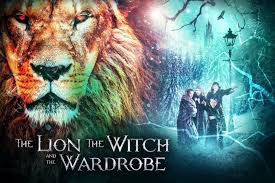 THE LION THE WITCH
AND THE WARDROBE